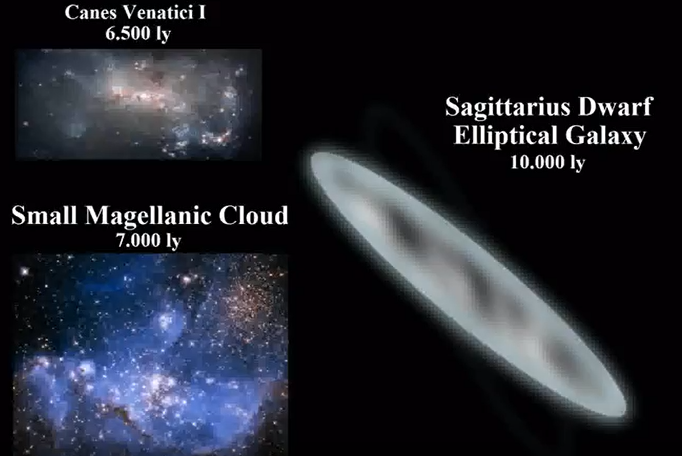 Canes Venatici I
6.500 ly
Sagittarius Dwarf
Elliptical Galaxy
10.000 ly
Small Magellanic Cloud
7.000 ly